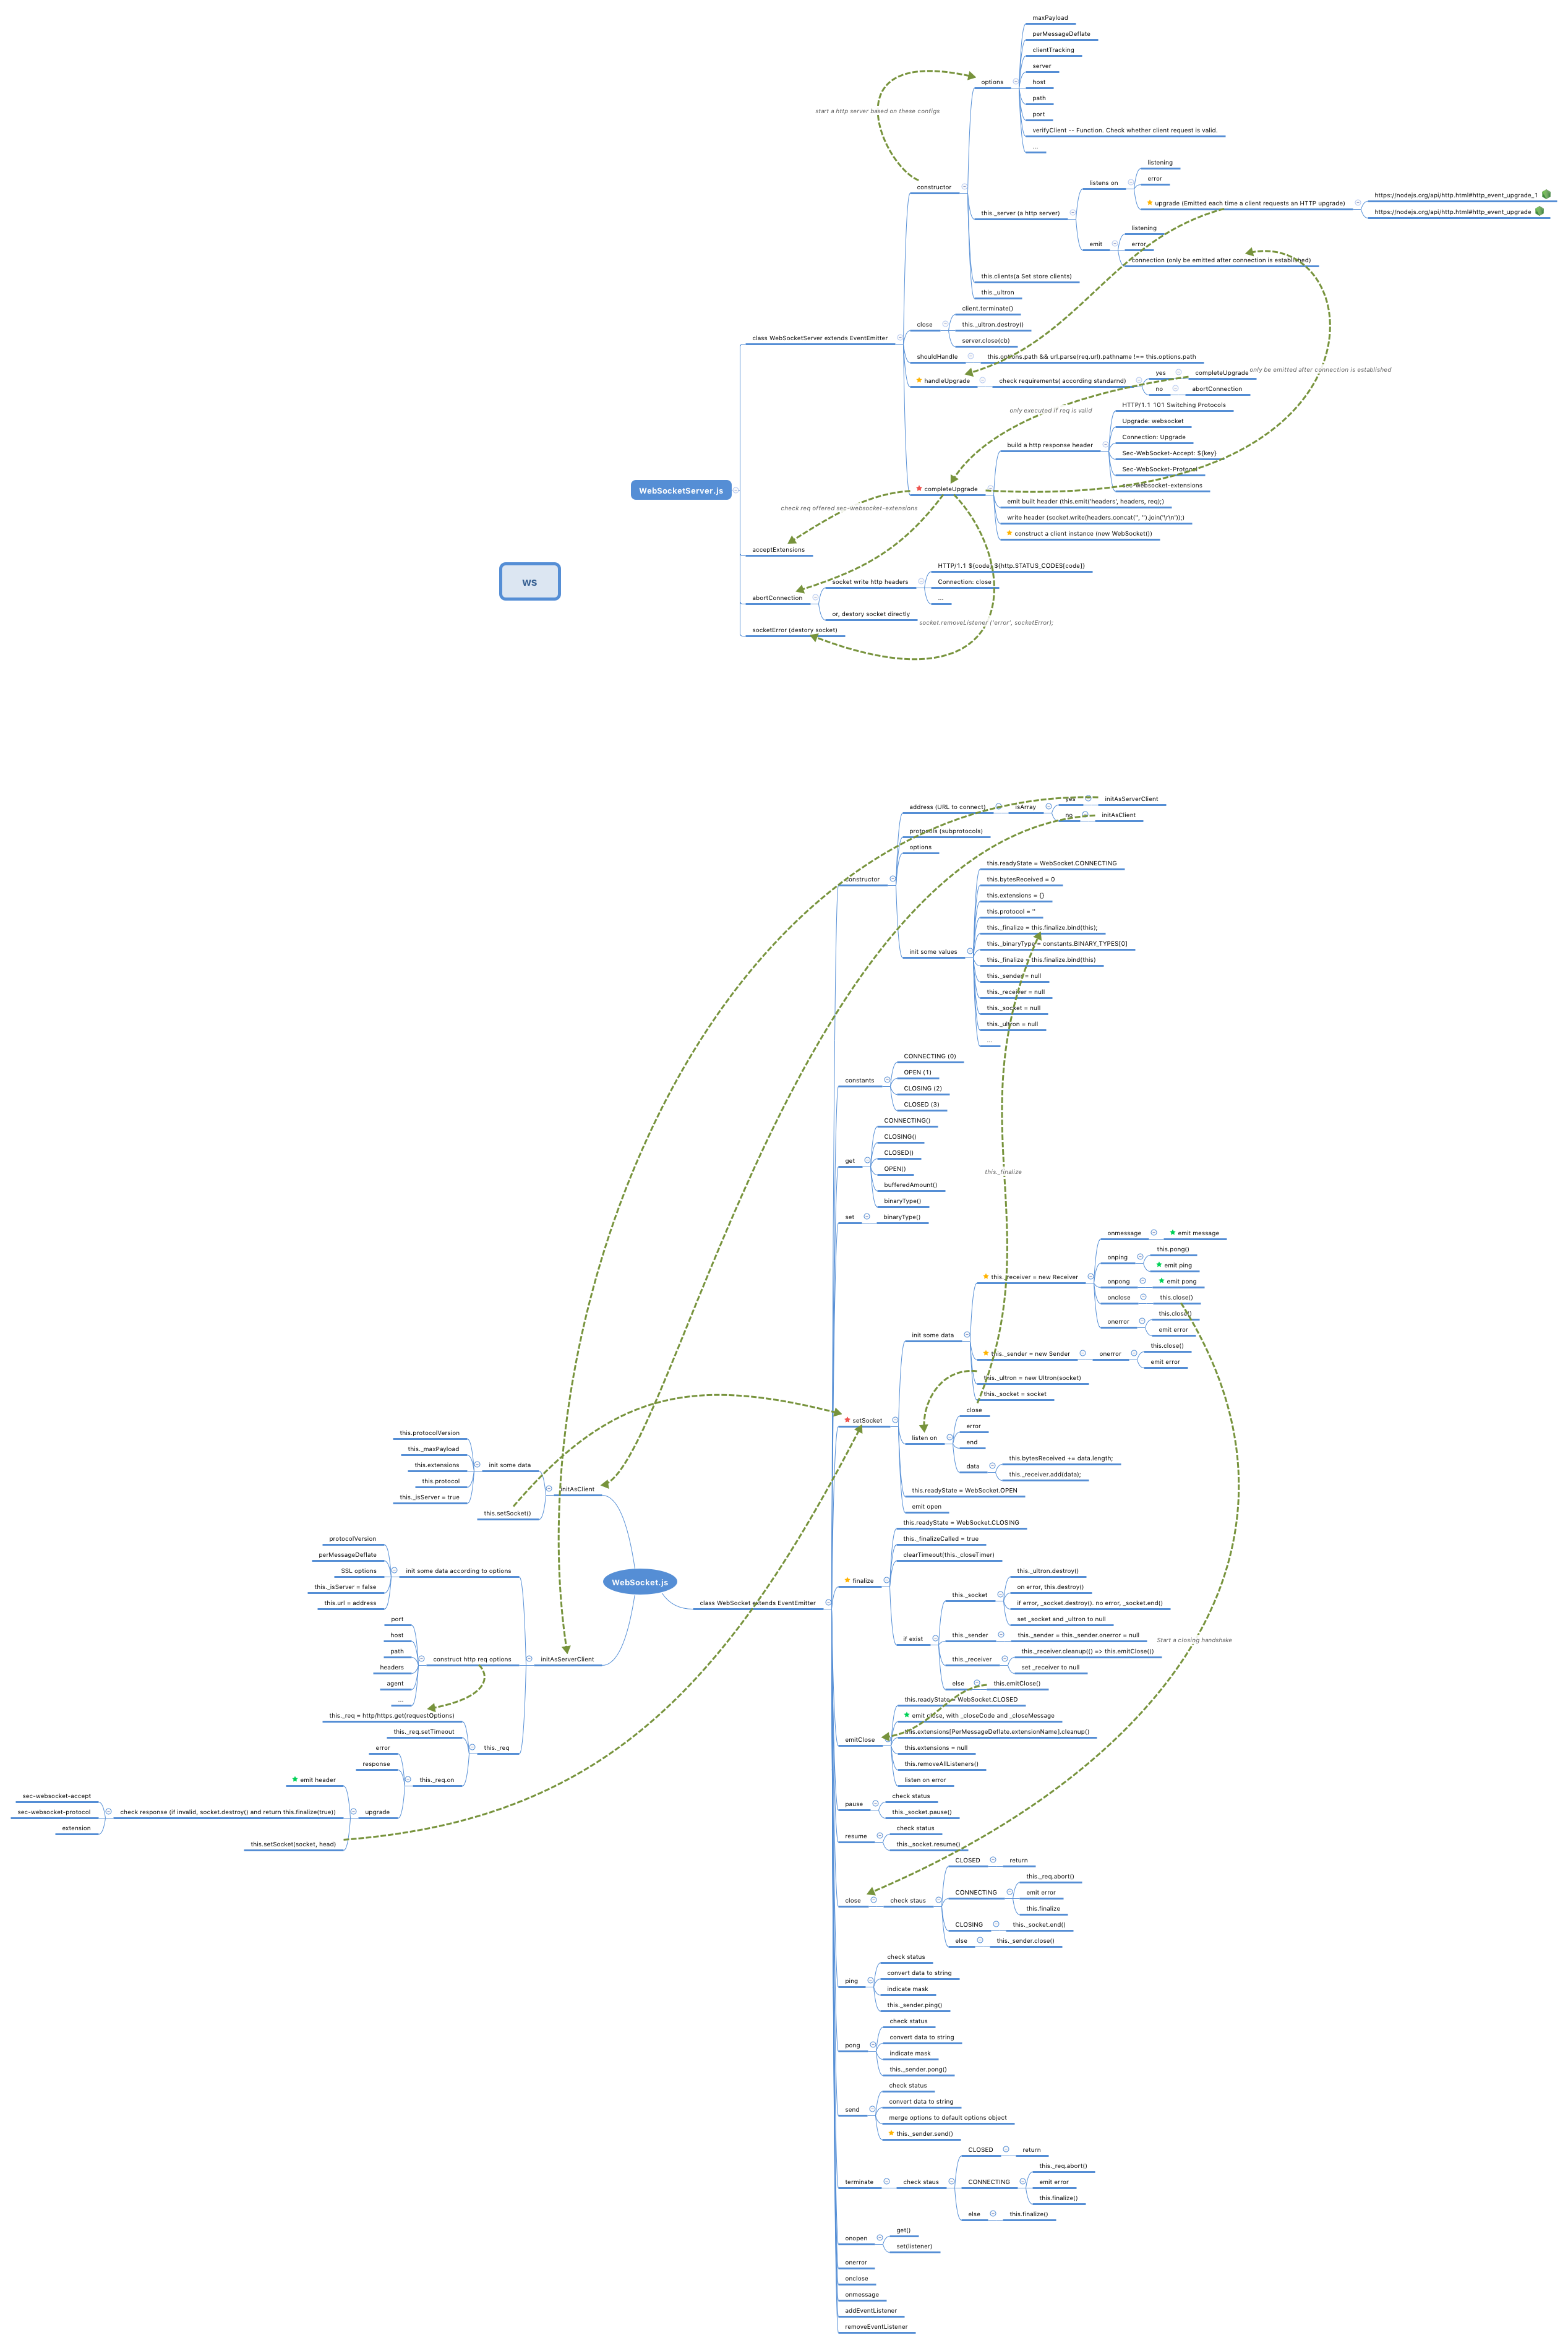 ws
WebSocketServer.js
class WebSocketServer extends EventEmitter
constructor
start a http server based on these configs
options
maxPayload
perMessageDeflate
clientTracking
server
host
path
port
verifyClient -- Function. Check whether client request is valid.
...
this._server (a http server)
listens on
listening
error
upgrade (Emitted each time a client requests an HTTP upgrade)
https://nodejs.org/api/http.html#http_event_upgrade_1
https://nodejs.org/api/http.html#http_event_upgrade
emit
listening
error
connection (only be emitted after connection is established)
this.clients(a Set store clients)
this._ultron
close
client.terminate()
this._ultron.destroy()
server.close(cb)
shouldHandle
this.options.path && url.parse(req.url).pathname !== this.options.path
handleUpgrade
check requirements( according standarnd)
yes
completeUpgrade
no
abortConnection
only be emitted after connection is established
only executed if req is valid
completeUpgrade
build a http response header
HTTP/1.1 101 Switching Protocols
Upgrade: websocket
Connection: Upgrade
Sec-WebSocket-Accept: ${key}
Sec-WebSocket-Protocol
sec-websocket-extensions
emit built header (this.emit('headers', headers, req);)
write header (socket.write(headers.concat('', '').join('\r\n'));)
construct a client instance (new WebSocket())
check req offered sec-websocket-extensions
acceptExtensions
abortConnection
socket write http headers
HTTP/1.1 ${code} ${http.STATUS_CODES[code]}
Connection: close
...
or, destory socket directly
socket.removeListener ('error', socketError);
socketError (destory socket)
WebSocket.js
class WebSocket extends EventEmitter
constructor
address (URL to connect)
isArray
yes
initAsServerClient
no
initAsClient
protosols (subprotocols)
options
init some values
this.readyState = WebSocket.CONNECTING
this.bytesReceived = 0
this.extensions = {}
this.protocol = ''
this._finalize = this.finalize.bind(this);
this._binaryType = constants.BINARY_TYPES[0]
this._finalize = this.finalize.bind(this)
this._sender = null
this._receiver = null
this._socket = null
this._ultron = null
...
constants
CONNECTING (0)
OPEN (1)
CLOSING (2)
CLOSED (3)
get
CONNECTING()
CLOSING()
CLOSED()
OPEN()
bufferedAmount()
binaryType()
this._finalize
set
binaryType()
setSocket
init some data
this._receiver = new Receiver
onmessage
emit message
onping
this.pong()
emit ping
onpong
emit pong
onclose
this.close()
onerror
this.close()
emit error
this._sender = new Sender
onerror
this.close()
emit error
this._ultron = new Ultron(socket)
this._socket = socket
listen on
close
error
end
data
this.bytesReceived += data.length;
this._receiver.add(data);
this.readyState = WebSocket.OPEN
emit open
finalize
this.readyState = WebSocket.CLOSING
this._finalizeCalled = true
clearTimeout(this._closeTimer)
if exist
this._socket
this._ultron.destroy()
on error, this.destroy()
if error, _socket.destroy(). no error, _socket.end()
set _socket and _ultron to null
this._sender
this._sender = this._sender.onerror = null
this._receiver
this._receiver.cleanup(() => this.emitClose())
set _receiver to null
else
this.emitClose()
Start a closing handshake
emitClose
this.readyState = WebSocket.CLOSED
emit close, with _closeCode and _closeMessage
this.extensions[PerMessageDeflate.extensionName].cleanup()
this.extensions = null
this.removeAllListeners()
listen on error
pause
check status
this._socket.pause()
resume
check status
this._socket.resume()
close
check staus
CLOSED
return
CONNECTING
this._req.abort()
emit error
this.finalize
CLOSING
this._socket.end()
else
this._sender.close()
ping
check status
convert data to string
indicate mask
this._sender.ping()
pong
check status
convert data to string
indicate mask
this._sender.pong()
send
check status
convert data to string
merge options to default options object
this._sender.send()
terminate
check staus
CLOSED
return
CONNECTING
this._req.abort()
emit error
this.finalize()
else
this.finalize()
onopen
get()
set(listener)
onerror
onclose
onmessage
addEventListener
removeEventListener
initAsClient
init some data
this.protocolVersion
this._maxPayload
this.extensions
this.protocol
this._isServer = true
this.setSocket()
initAsServerClient
init some data according to options
protocolVersion
perMessageDeflate
SSL options
this._isServer = false
this.url = address
construct http req options
port
host
path
headers
agent
...
this._req
this._req = http/https.get(requestOptions)
this._req.setTimeout
this._req.on
error
response
upgrade
emit header
check response (if invalid, socket.destroy() and return this.finalize(true))
sec-websocket-accept
sec-websocket-protocol
extension
this.setSocket(socket, head)